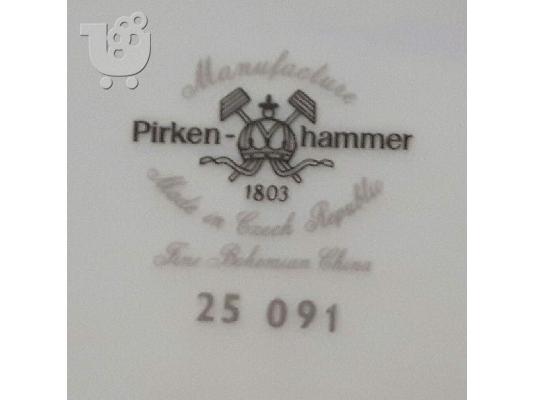 Manufacture
Pirken-hammer
1803
Made in Czech Republic
Fine Bohemian China
25 091